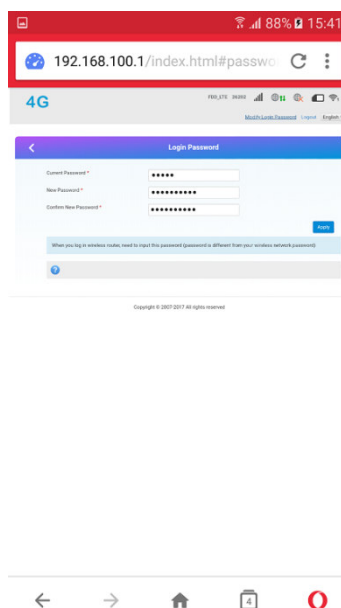 88% 15:41
192.168.100.1/index.html#passwo
4G
FDD_LTE
Modify Login Password Logout English
Login Password
Current Password *
•••••
New Password *
••••••••••
Confirm New Password *
••••••••••
Apply
When you log in wireless router, need to input this password (password is different from your wireless network password)
?
Copyright © 2007-2017 All rights reserved
4